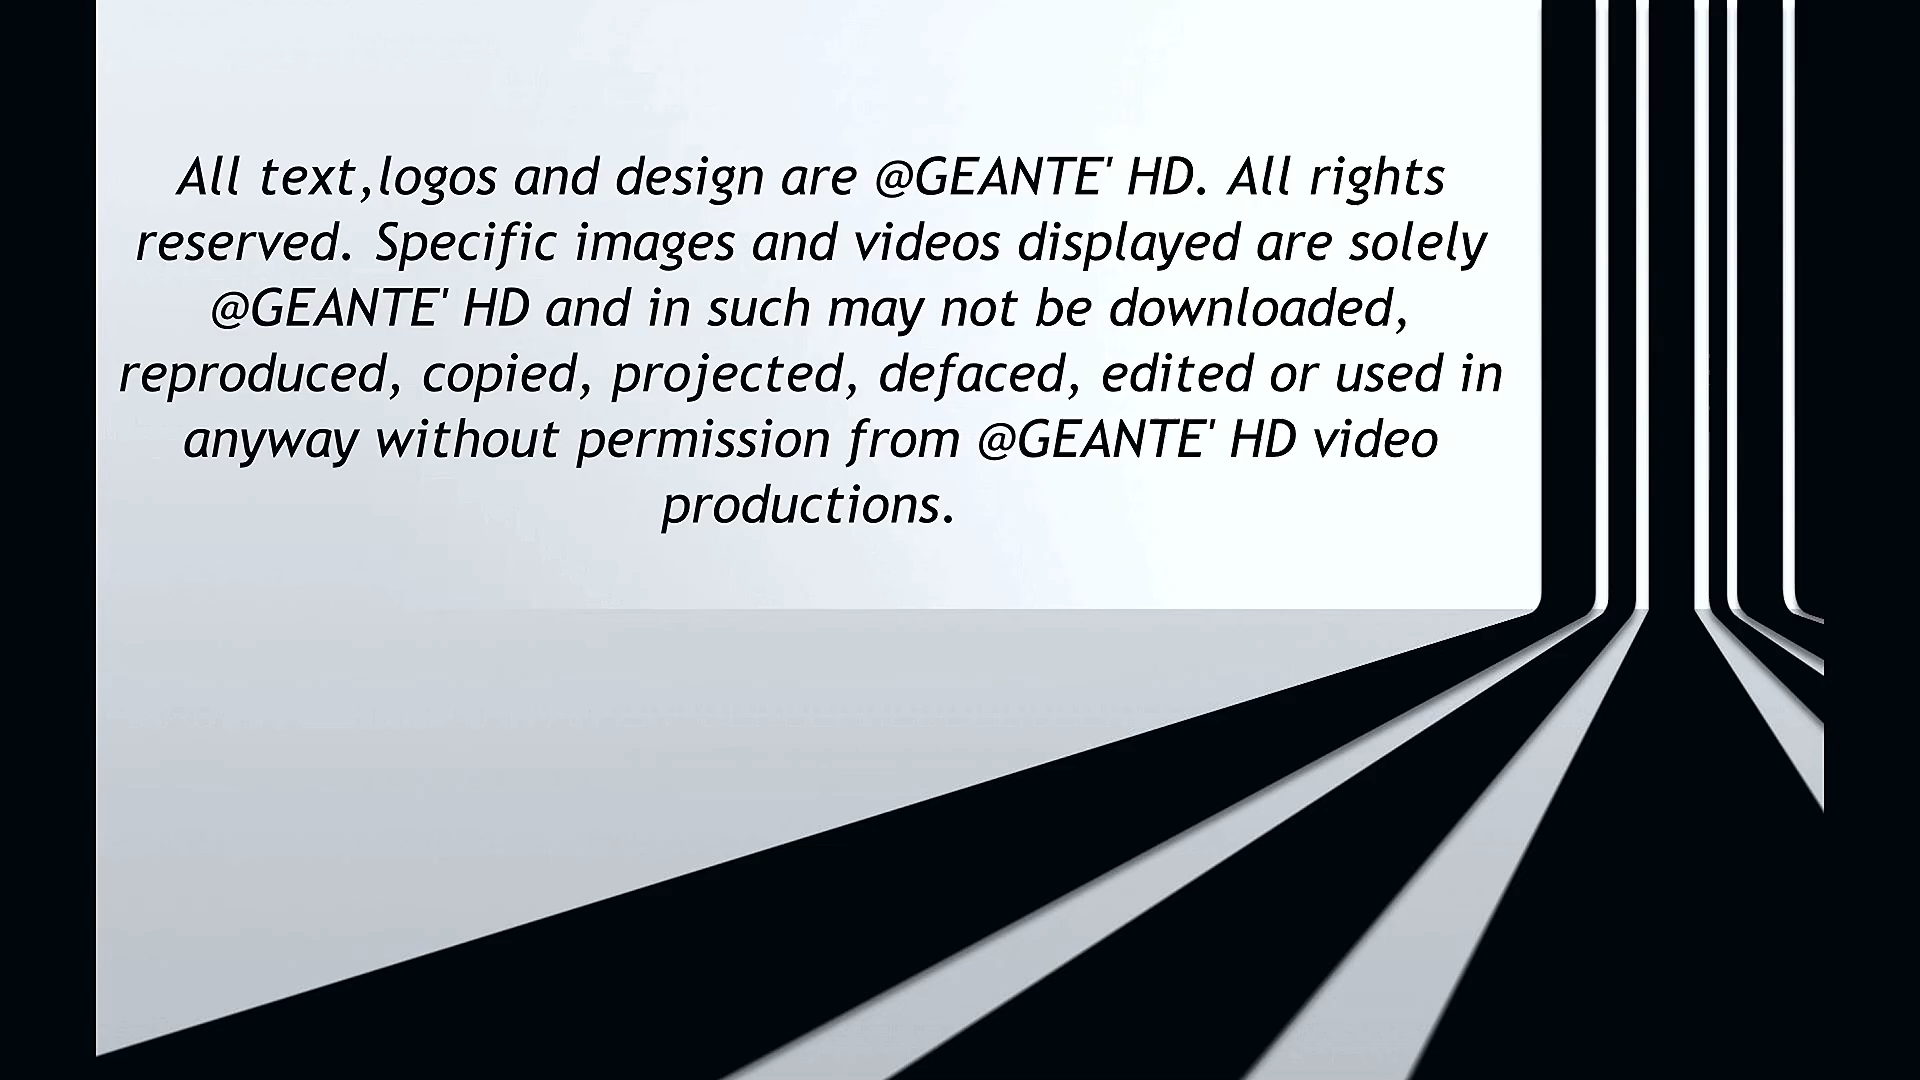 All text,logos and design are @GEANTE' HD. All rights
reserved. Specific images and videos displayed are solely
@GEANTE' HD and in such may not be downloaded,
reproduced, copied, projected, defaced, edited or used in
anyway without permission from @GEANTE' HD video
productions.